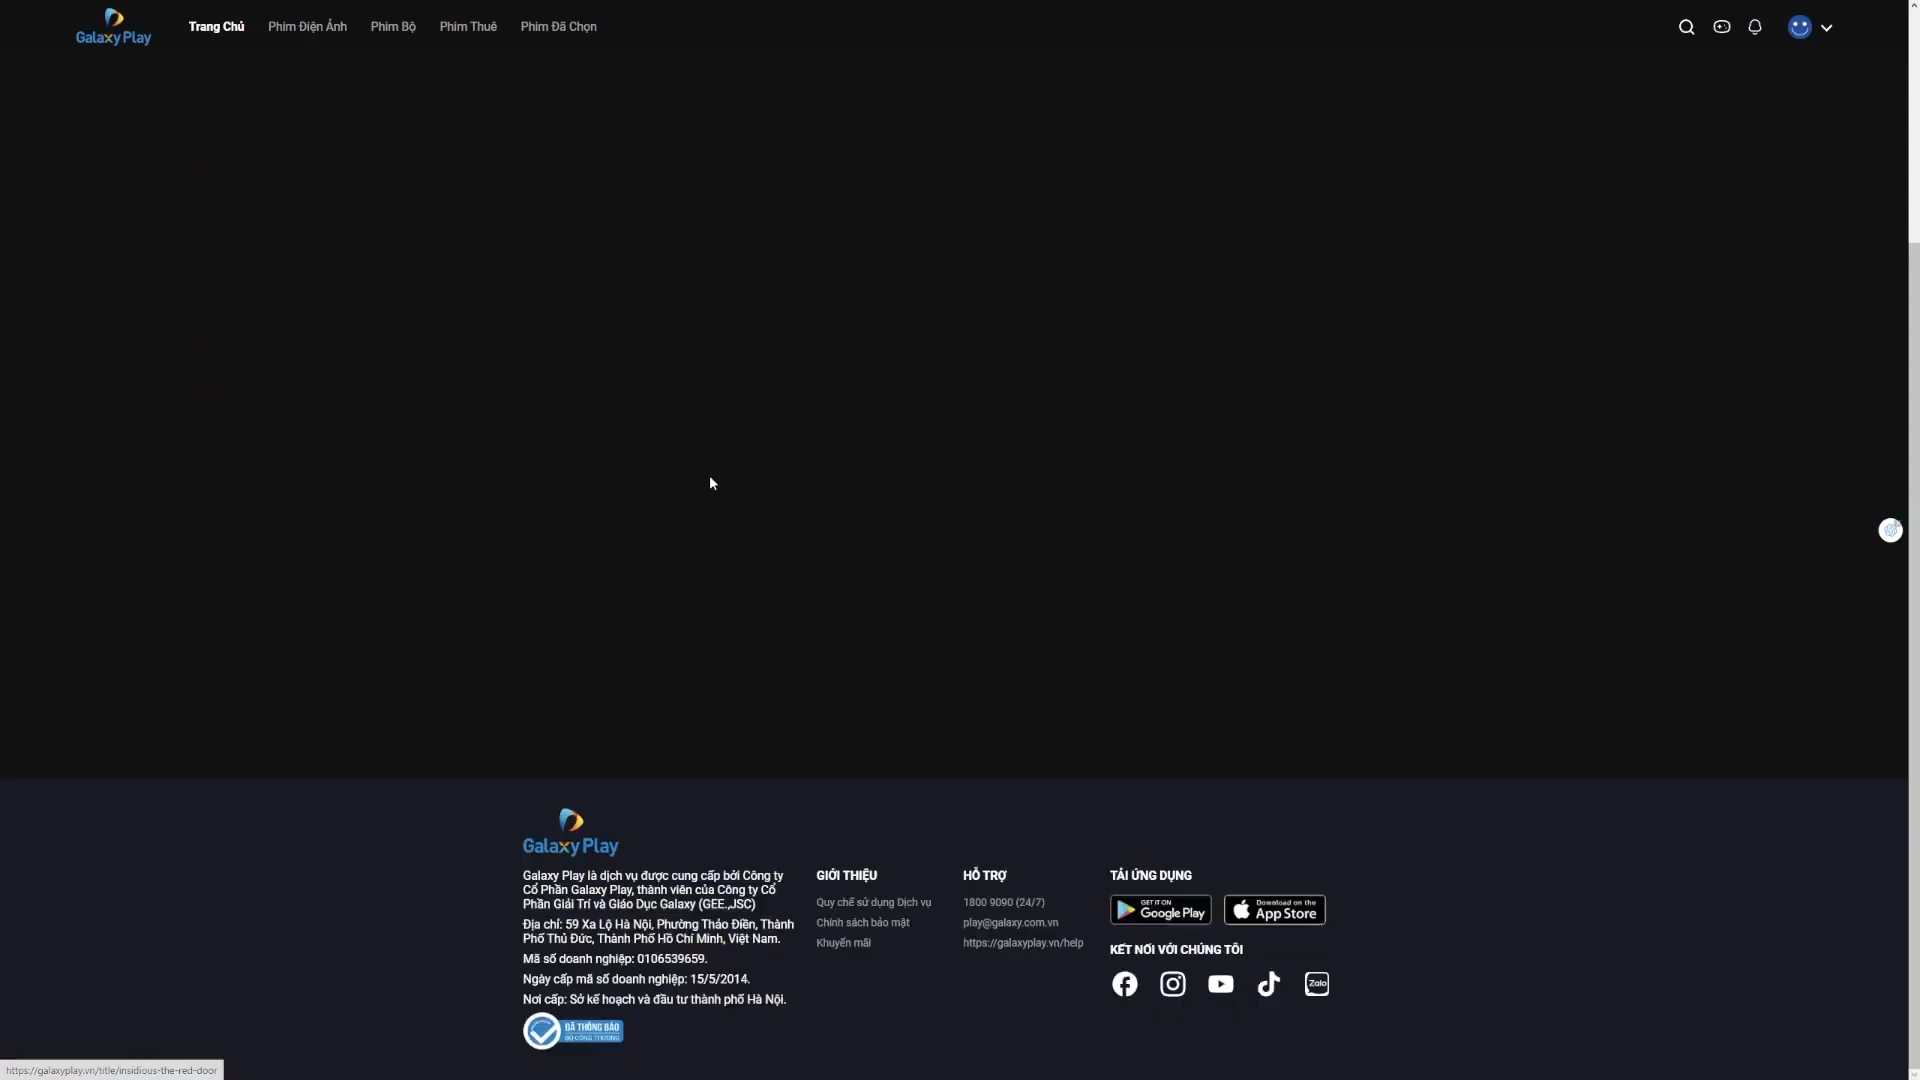 Galaxy Play
Trang Chủ
Phim Điện Ảnh
Phim Bộ
Phim Thuê
Phim Đã Chọn
Galaxy Play
Galaxy Play là dịch vụ được cung cấp bởi Công ty
Cổ Phần Galaxy Play, thành viên của Công ty Cổ
Phần Giải Trí và Giáo Dục Galaxy (GEE.,JSC)
Địa chỉ: 59 Xa Lộ Hà Nội, Phường Thảo Điền, Thành
Phố Thủ Đức, Thành Phố Hồ Chí Minh, Việt Nam.
Mã số doanh nghiệp: 0106539659.
Ngày cấp mã số doanh nghiệp: 15/5/2014.
Nơi cấp: Sở kế hoạch và đầu tư thành phố Hà Nội.
ĐÃ THÔNG BÁO
BỘ CÔNG THƯƠNG
GIỚI THIỆU
Quy chế sử dụng Dịch vụ
Chính sách bảo mật
Khuyến mãi
HỖ TRỢ
1800 9090 (24/7)
play@galaxy.com.vn
https://galaxyplay.vn/help
TẢI ỨNG DỤNG
GET IT ON
Google Play
Download on the
App Store
KẾT NỐI VỚI CHÚNG TÔI
Zalo
https://galaxyplay.vn/title/insidious-the-red-door